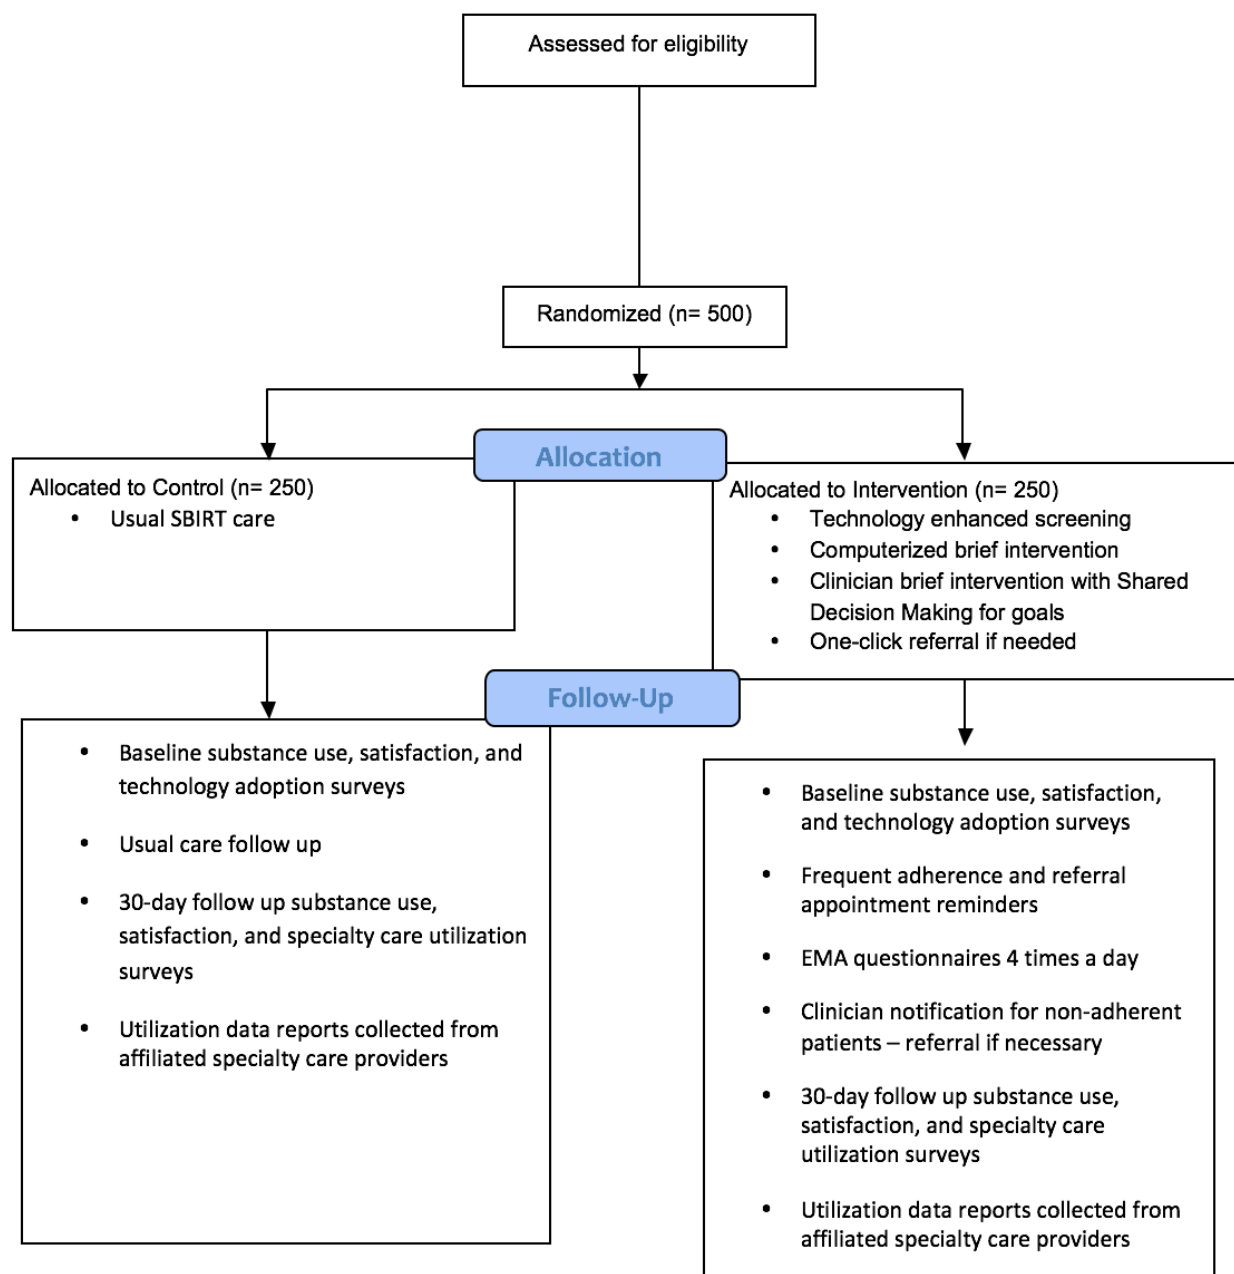 Assessed for eligibility
Randomized (n= 500)
Allocation
Allocated to Control (n= 250)
• Usual SBIRT care
Allocated to Intervention (n= 250)
• Technology enhanced screening
• Computerized brief intervention
• Clinician brief intervention with Shared
Decision Making for goals
• One-click referral if needed
Follow-Up
• Baseline substance use, satisfaction, and
technology adoption surveys
• Usual care follow up
• 30-day follow up substance use,
satisfaction, and specialty care utilization
surveys
• Utilization data reports collected from
affiliated specialty care providers
• Baseline substance use, satisfaction,
and technology adoption surveys
• Frequent adherence and referral
appointment reminders
• EMA questionnaires 4 times a day
• Clinician notification for non-adherent
patients – referral if necessary
• 30-day follow up substance use,
satisfaction, and specialty care
utilization surveys
• Utilization data reports collected from
affiliated specialty care providers